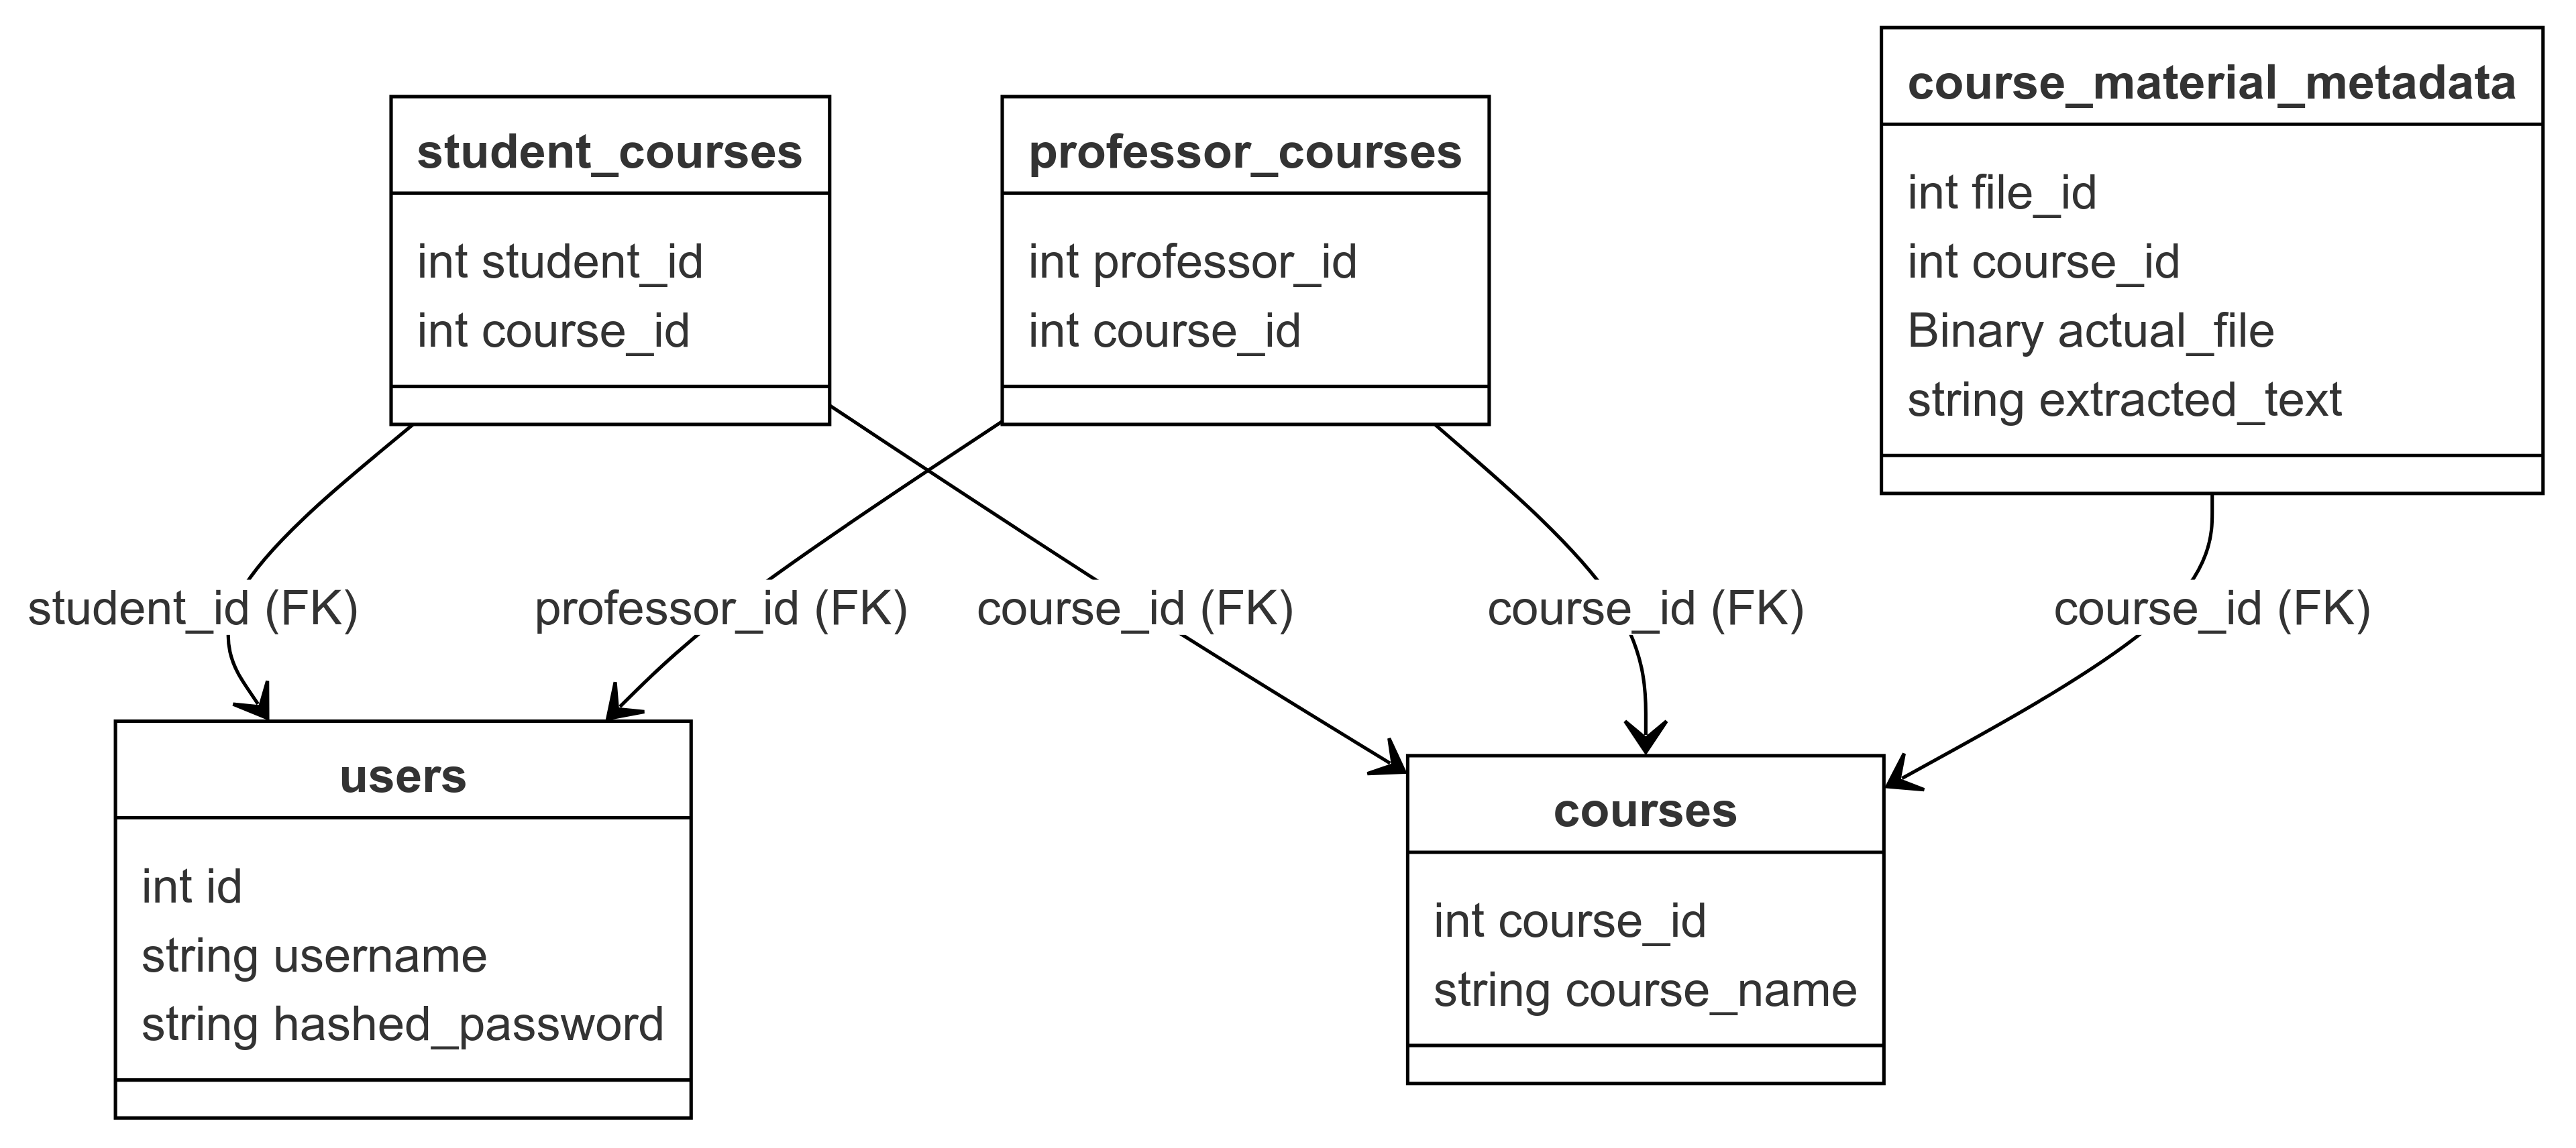 student_courses
int student_id
int course_id
professor_courses
int professor_id
int course_id
course_material_metadata
int file_id
int course_id
Binary actual_file
string extracted_text
student_id (FK)
professor_id (FK)
course_id (FK)
course_id (FK)
course_id (FK)
users
int id
string username
string hashed_password
courses
int course_id
string course_name